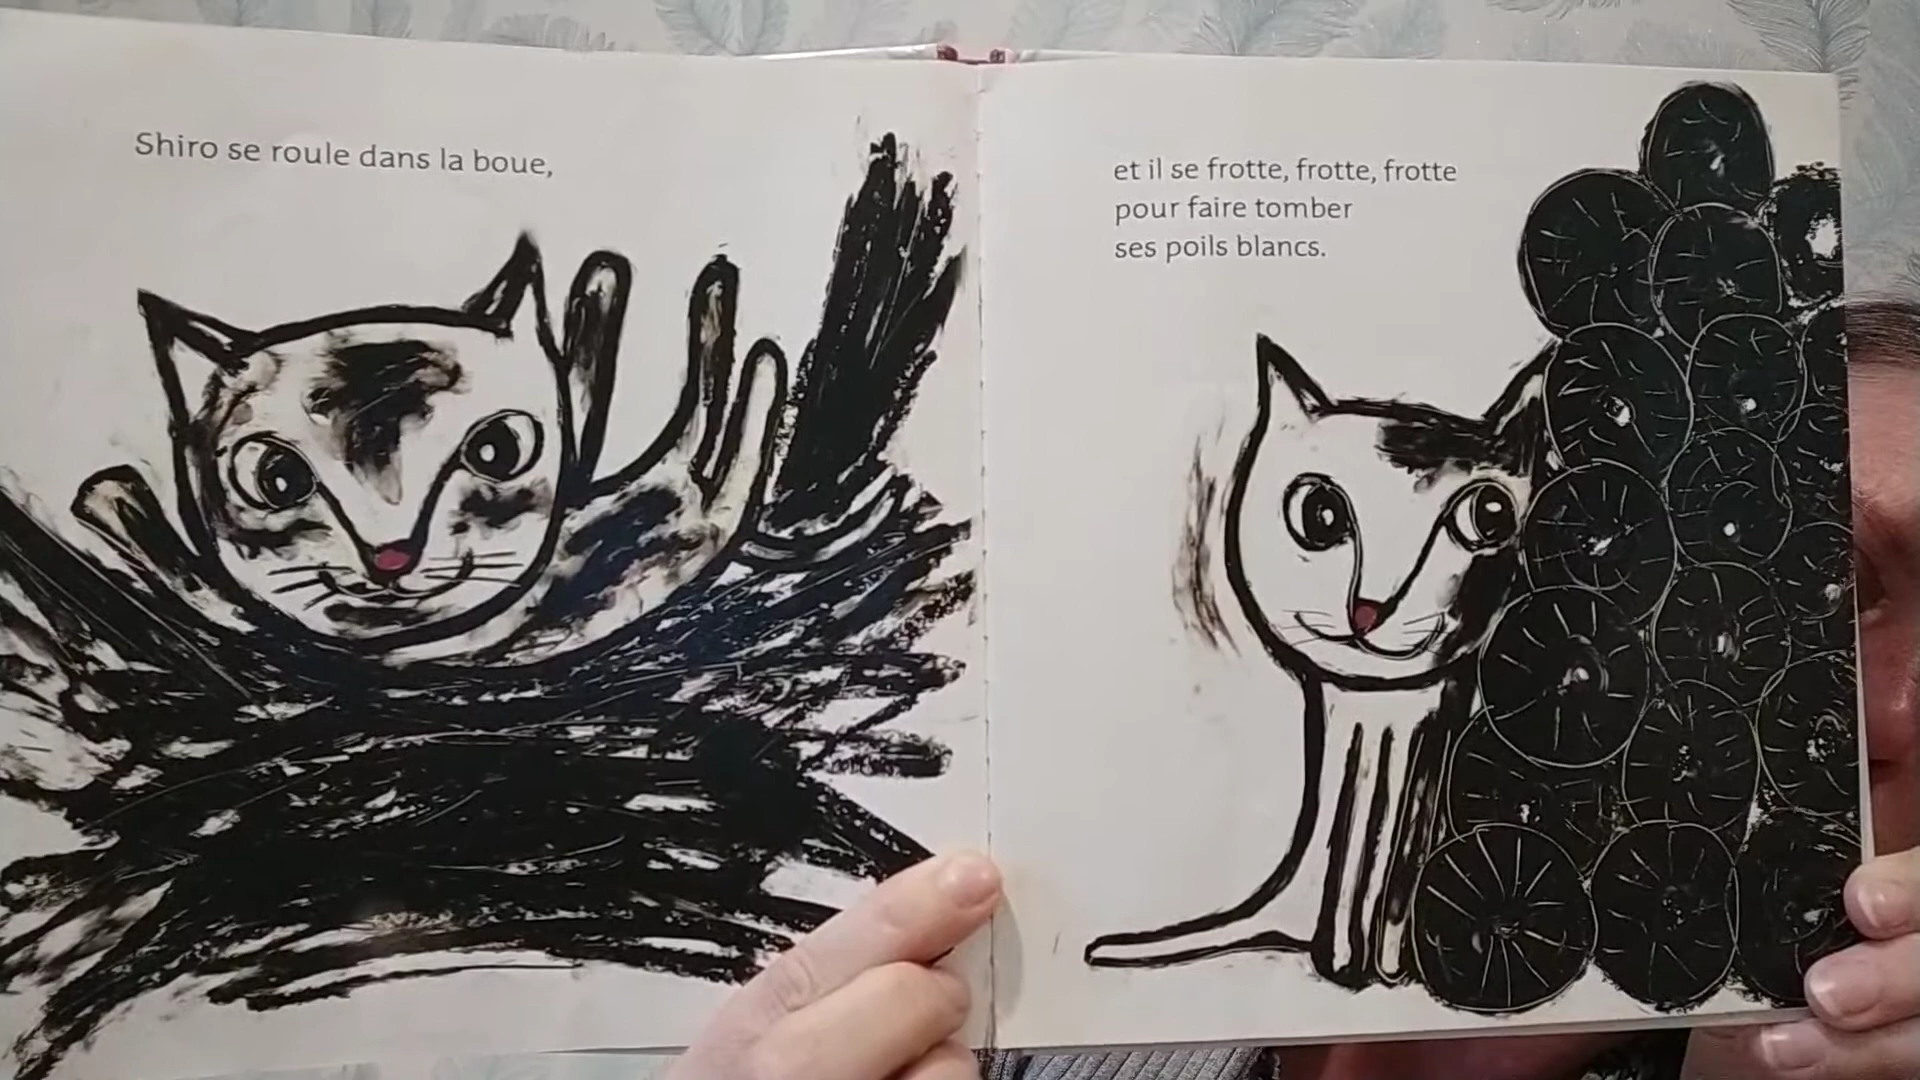 Shiro se roule dans la boue,
et il se frotte, frotte, frotte
pour faire tomber
ses poils blancs.